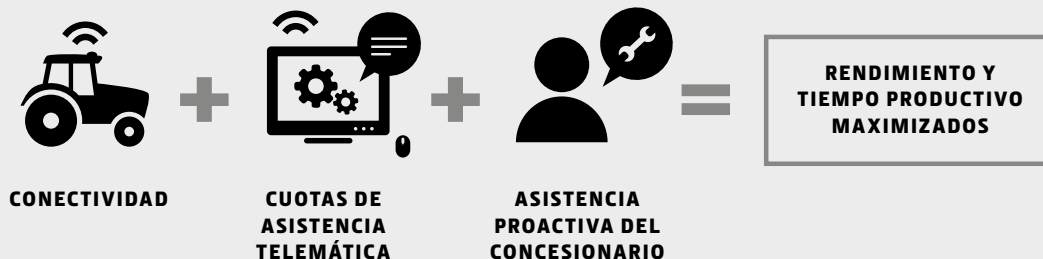 RENDIMIENTO Y
TIEMPO PRODUCTIVO
MAXIMIZADOS
CONECTIVIDAD
CUOTAS DE
ASISTENCIA
TELEMÁTICA
ASISTENCIA
PROACTIVA DEL
CONCESIONARIO